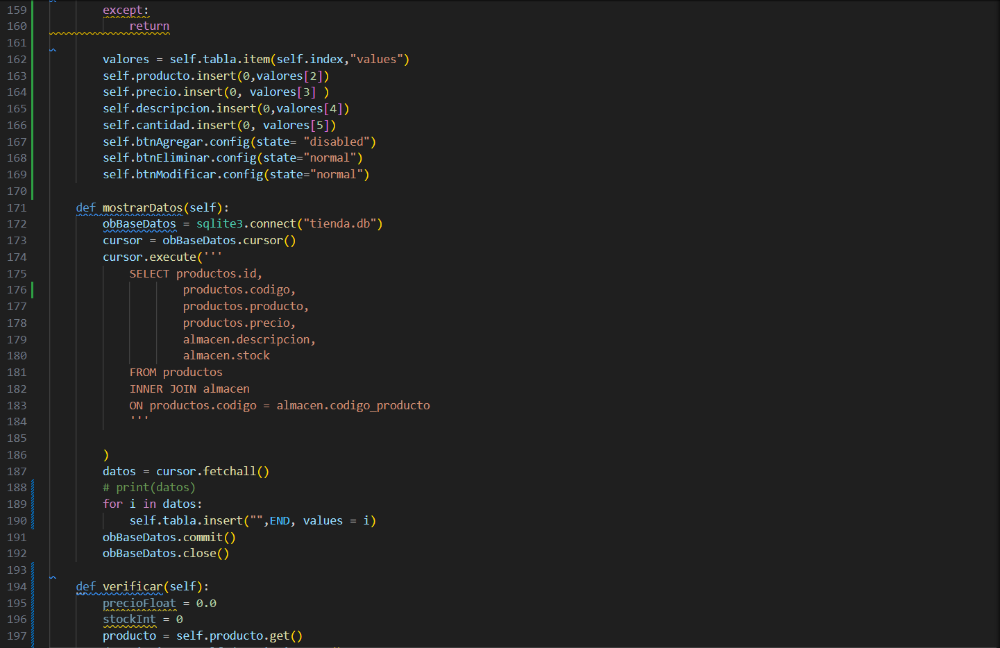 159 except:
160 return
161
162 valores = self.tabla.item(self.index,"values")
163 self.producto.insert(0,valores[2])
164 self.precio.insert(0, valores[3] )
165 self.descripcion.insert(0,valores[4])
166 self.cantidad.insert(0, valores[5])
167 self.btnAgregar.config(state= "disabled")
168 self.btnEliminar.config(state="normal")
169 self.btnModificar.config(state="normal")
170
171 def mostrarDatos(self):
172 obBaseDatos = sqlite3.connect("tienda.db")
173 cursor = obBaseDatos.cursor()
174 cursor.execute('''
175 SELECT productos.id,
176 productos.codigo,
177 productos.producto,
178 productos.precio,
179 almacen.descripcion,
180 almacen.stock
181 FROM productos
182 INNER JOIN almacen
183 ON productos.codigo = almacen.codigo_producto
184 '''
185
186 )
187 datos = cursor.fetchall()
188 # print(datos)
189 for i in datos:
190 self.tabla.insert("",END, values = i)
191 obBaseDatos.commit()
192 obBaseDatos.close()
193
194 def verificar(self):
195 precioFloat = 0.0
196 stockInt = 0
197 producto = self.producto.get()